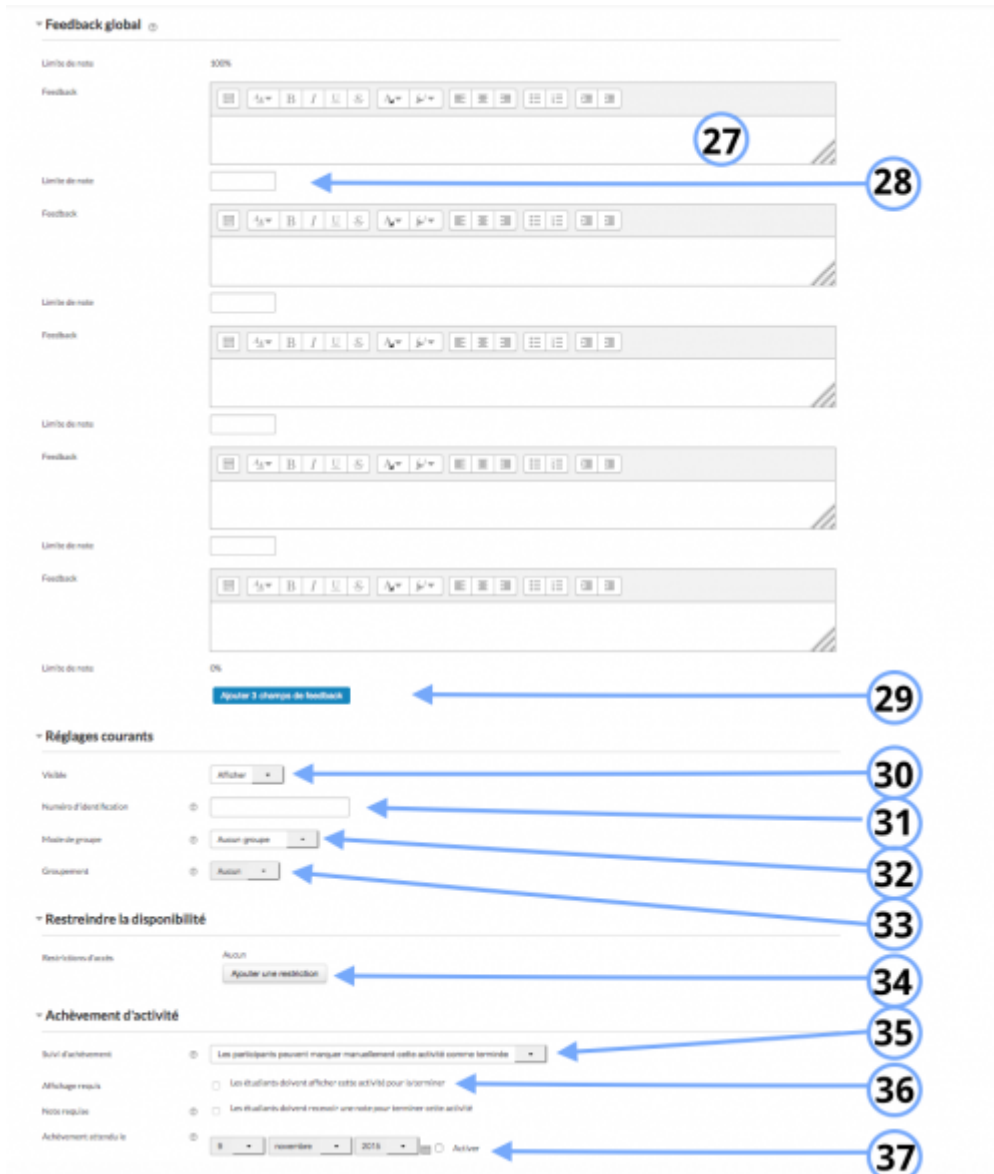 Feedback global
Limite de note 100%
Feedback
27
Limite de note 28
Feedback
Limite de note
Feedback
Limite de note
Feedback
Limite de note
Feedback
Limite de note 0%
Ajouter 3 champs de feedback 29
Réglages courants
Visible Afficher 30
Numéro d'identification 31
Mode de groupe Aucun groupe 32
Groupement Aucun 33
Restreindre la disponibilité
Restrictions d'accès Aucun
Ajouter une restriction 34
Achèvement d'activité
Suivi d'achèvement Les participants peuvent marquer manuellement cette activité comme terminée 35
Affichage requis Les étudiants doivent afficher cette activité pour la terminer 36
Note requise Les étudiants doivent recevoir une note pour terminer cette activité
Achèvement attendu le novembre Activer 37